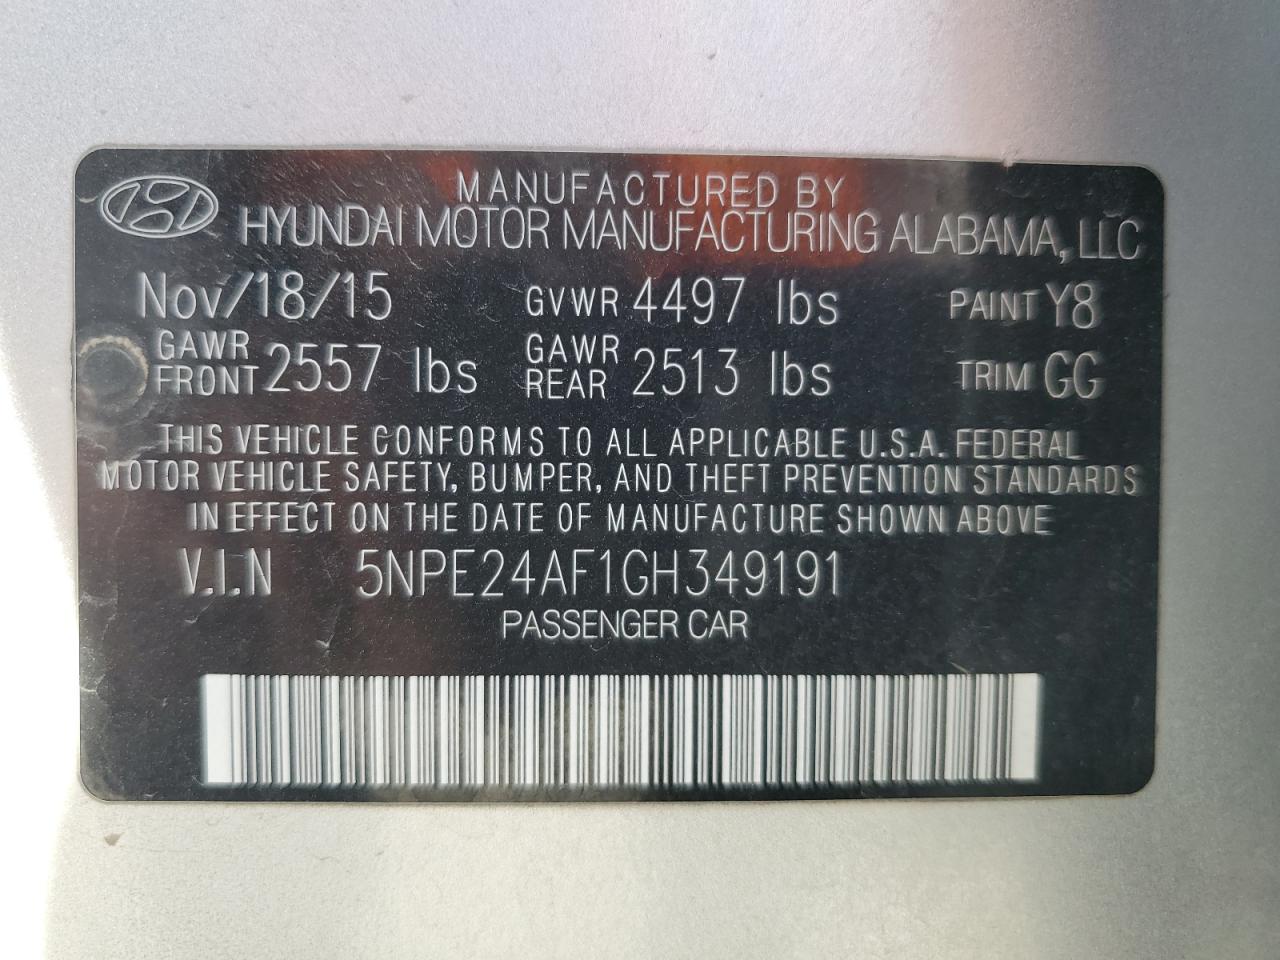 MANUFACTURED BY
HYUNDAI MOTOR MANUFACTURING ALABAMA, LLC
Nov/18/15 GVWR 4497 lbs PAINT Y8
GAWR FRONT 2557 lbs GAWR REAR 2513 lbs TRIM GG
THIS VEHICLE CONFORMS TO ALL APPLICABLE U.S.A. FEDERAL
MOTOR VEHICLE SAFETY, BUMPER, AND THEFT PREVENTION STANDARDS
IN EFFECT ON THE DATE OF MANUFACTURE SHOWN ABOVE
V.I.N 5NPE24AF1GH349191
PASSENGER CAR